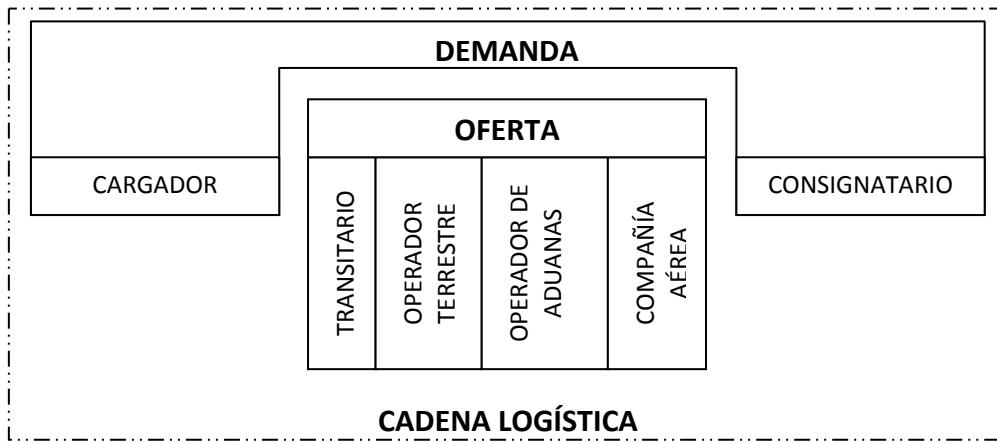 DEMANDA
OFERTA
CARGADOR
CONSIGNATARIO
TRANSITARIO
OPERADOR
TERRESTRE
OPERADOR DE
ADUANAS
COMPAÑÍA
AÉREA
CADENA LOGÍSTICA